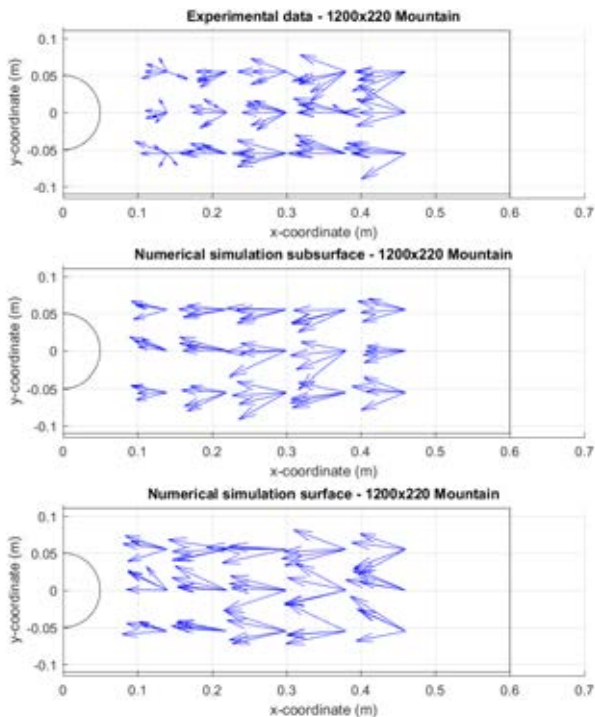 Experimental data - 1200x220 Mountain
0.1
0.05
0
-0.05
-0.1
y-coordinate (m)
0 0.1 0.2 0.3 0.4 0.5 0.6 0.7
x-coordinate (m)
Numerical simulation subsurface - 1200x220 Mountain
0.1
0.05
0
-0.05
-0.1
y-coordinate (m)
0 0.1 0.2 0.3 0.4 0.5 0.6 0.7
x-coordinate (m)
Numerical simulation surface - 1200x220 Mountain
0.1
0.05
0
-0.05
-0.1
y-coordinate (m)
0 0.1 0.2 0.3 0.4 0.5 0.6 0.7
x-coordinate (m)